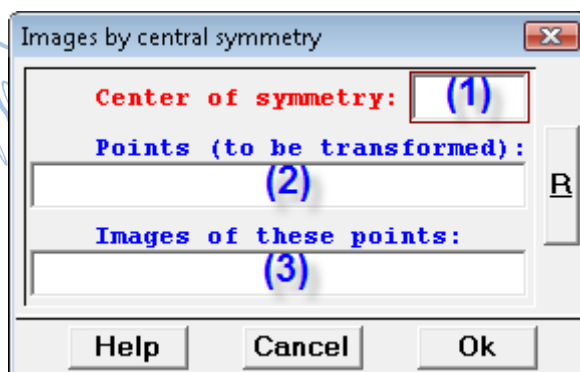 Images by central symmetry
Center of symmetry: (1)
Points (to be transformed):
(2)
R
Images of these points:
(3)
Help Cancel Ok